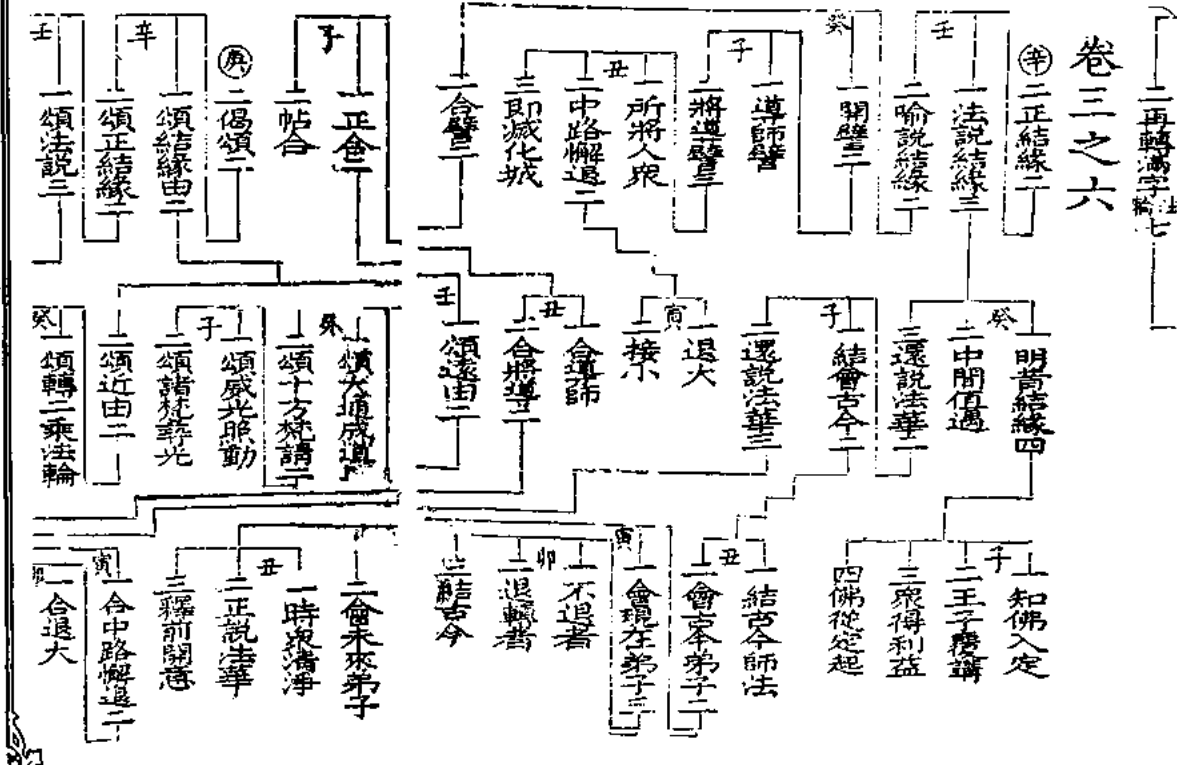 二再轉滿字法輪七
卷三之六
辛 二正結緣二
壬 一法說結緣三
二喻說結緣二
癸 一開譬二
子 一導師譬
二將導譬三
丑 一所將人衆
二中路懈退二
三即滅化城
二合譬二
子 一正合二
二帖合
庚 二偈頌二
辛 一頌結緣由二
二頌正結緣二
壬 一頌法說三
癸 一明昔結緣四
二中間值遇
三還說法華二
子 一結會古今二
二還說法華三
寅 一退大
二接小
丑 一合導師
二合將導二
壬 一頌遠由二
癸 一頌大通成道
二頌十方梵請二
子 一頌威光照動
二頌諸梵尋光
二頌近由二
癸 一頌轉二乘法輪
子 一知佛入定
二王子覆講
三衆得利益
四佛從定起
丑 一結古今師法
二會古今弟子二
寅 一會現在弟子三
卯 一不退者
二退轉者
三結古今
二會未來弟子
丑 一時衆清淨
二正說法華
三釋前開意
寅 一合中路懈退二
卯 一合退大